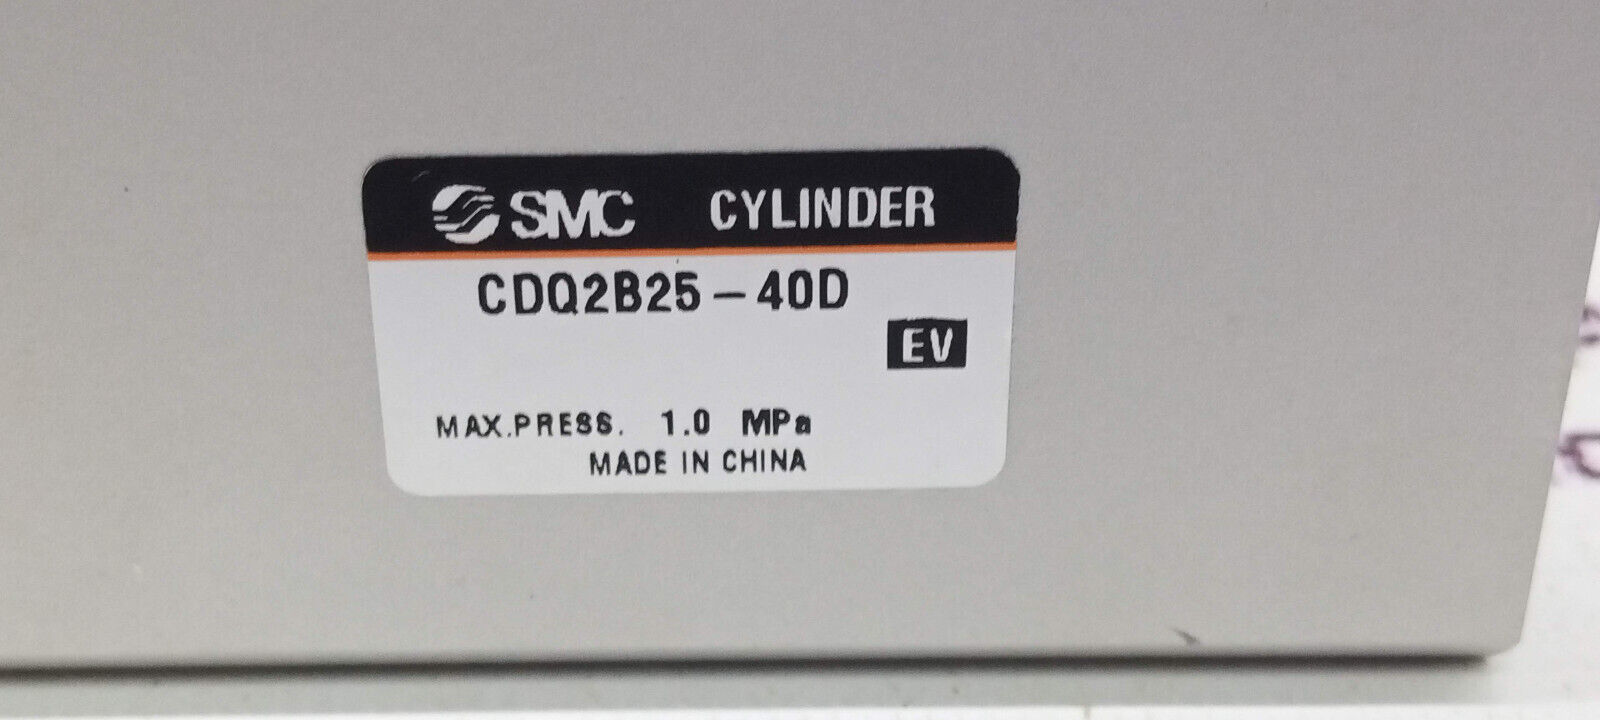 SMC CYLINDER
CDQ2B25-40D
EV
MAX.PRESS. 1.0 MPa
MADE IN CHINA